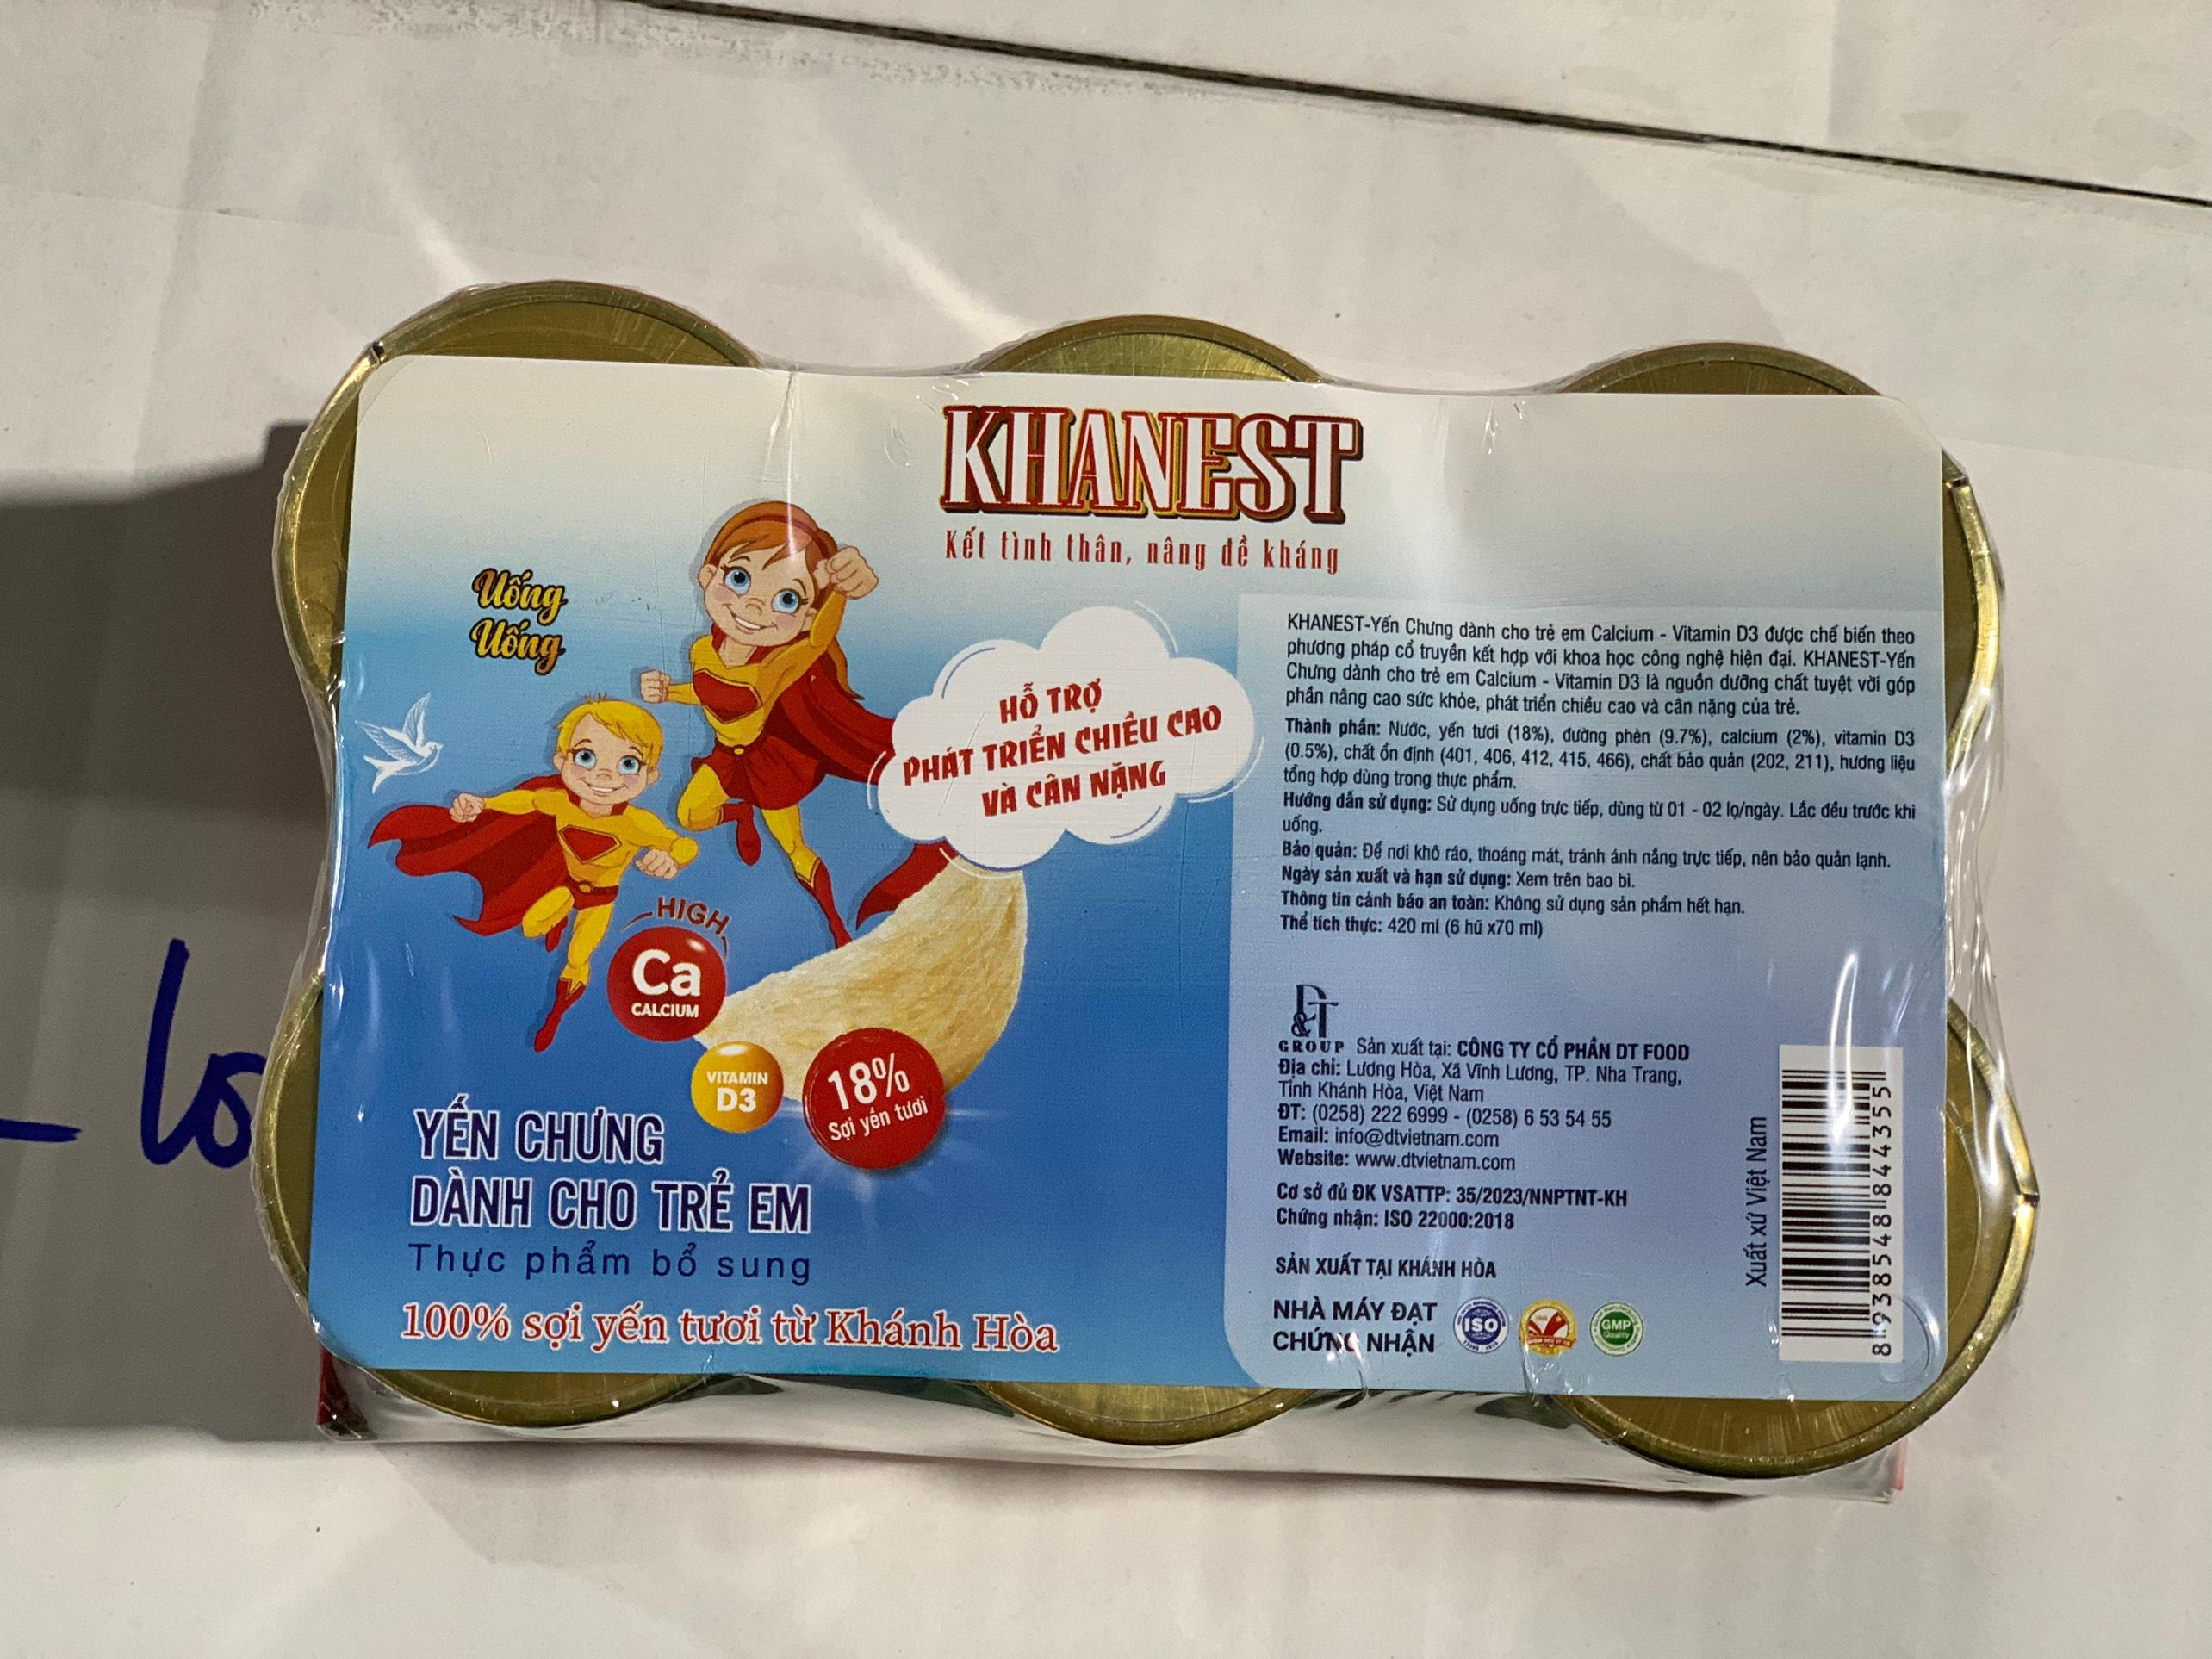 KHANEST
Kết tình thân, nâng đề kháng
Uống
Uống
HỖ TRỢ
PHÁT TRIỂN CHIỀU CAO
VÀ CÂN NẶNG
HIGH
Ca
CALCIUM
VITAMIN
D3
18%
Sợi yến tươi
YẾN CHƯNG
DÀNH CHO TRẺ EM
Thực phẩm bổ sung
100% sợi yến tươi từ Khánh Hòa
KHANEST-Yến Chưng dành cho trẻ em Calcium - Vitamin D3 được chế biến theo
phương pháp cổ truyền kết hợp với khoa học công nghệ hiện đại. KHANEST-Yến
Chưng dành cho trẻ em Calcium - Vitamin D3 là nguồn dưỡng chất tuyệt vời góp
phần nâng cao sức khỏe, phát triển chiều cao và cân nặng của trẻ.
Thành phần: Nước, yến tươi (18%), đường phèn (9.7%), calcium (2%), vitamin D3
(0.5%), chất ổn định (401, 406, 412, 415, 466), chất bảo quản (202, 211), hương liệu
tổng hợp dùng trong thực phẩm.
Hướng dẫn sử dụng: Sử dụng uống trực tiếp, dùng từ 01 - 02 lọ/ngày. Lắc đều trước khi
uống.
Bảo quản: Để nơi khô ráo, thoáng mát, tránh ánh nắng trực tiếp, nên bảo quản lạnh.
Ngày sản xuất và hạn sử dụng: Xem trên bao bì.
Thông tin cảnh báo an toàn: Không sử dụng sản phẩm hết hạn.
Thể tích thực: 420 ml (6 hũ x70 ml)
D&T
GROUP Sản xuất tại: CÔNG TY CỔ PHẦN DT FOOD
Địa chỉ: Lương Hòa, Xã Vĩnh Lương, TP. Nha Trang,
Tỉnh Khánh Hòa, Việt Nam
ĐT: (0258) 222 6999 - (0258) 6 53 54 55
Email: info@dtvietnam.com
Website: www.dtvietnam.com
Cơ sở đủ ĐK VSATTP: 35/2023/NNPTNT-KH
Chứng nhận: ISO 22000:2018
SẢN XUẤT TẠI KHÁNH HÒA
NHÀ MÁY ĐẠT
CHỨNG NHẬN
ISO
GMP
Quality
Xuất xứ Việt Nam
8 938548 844355
lo